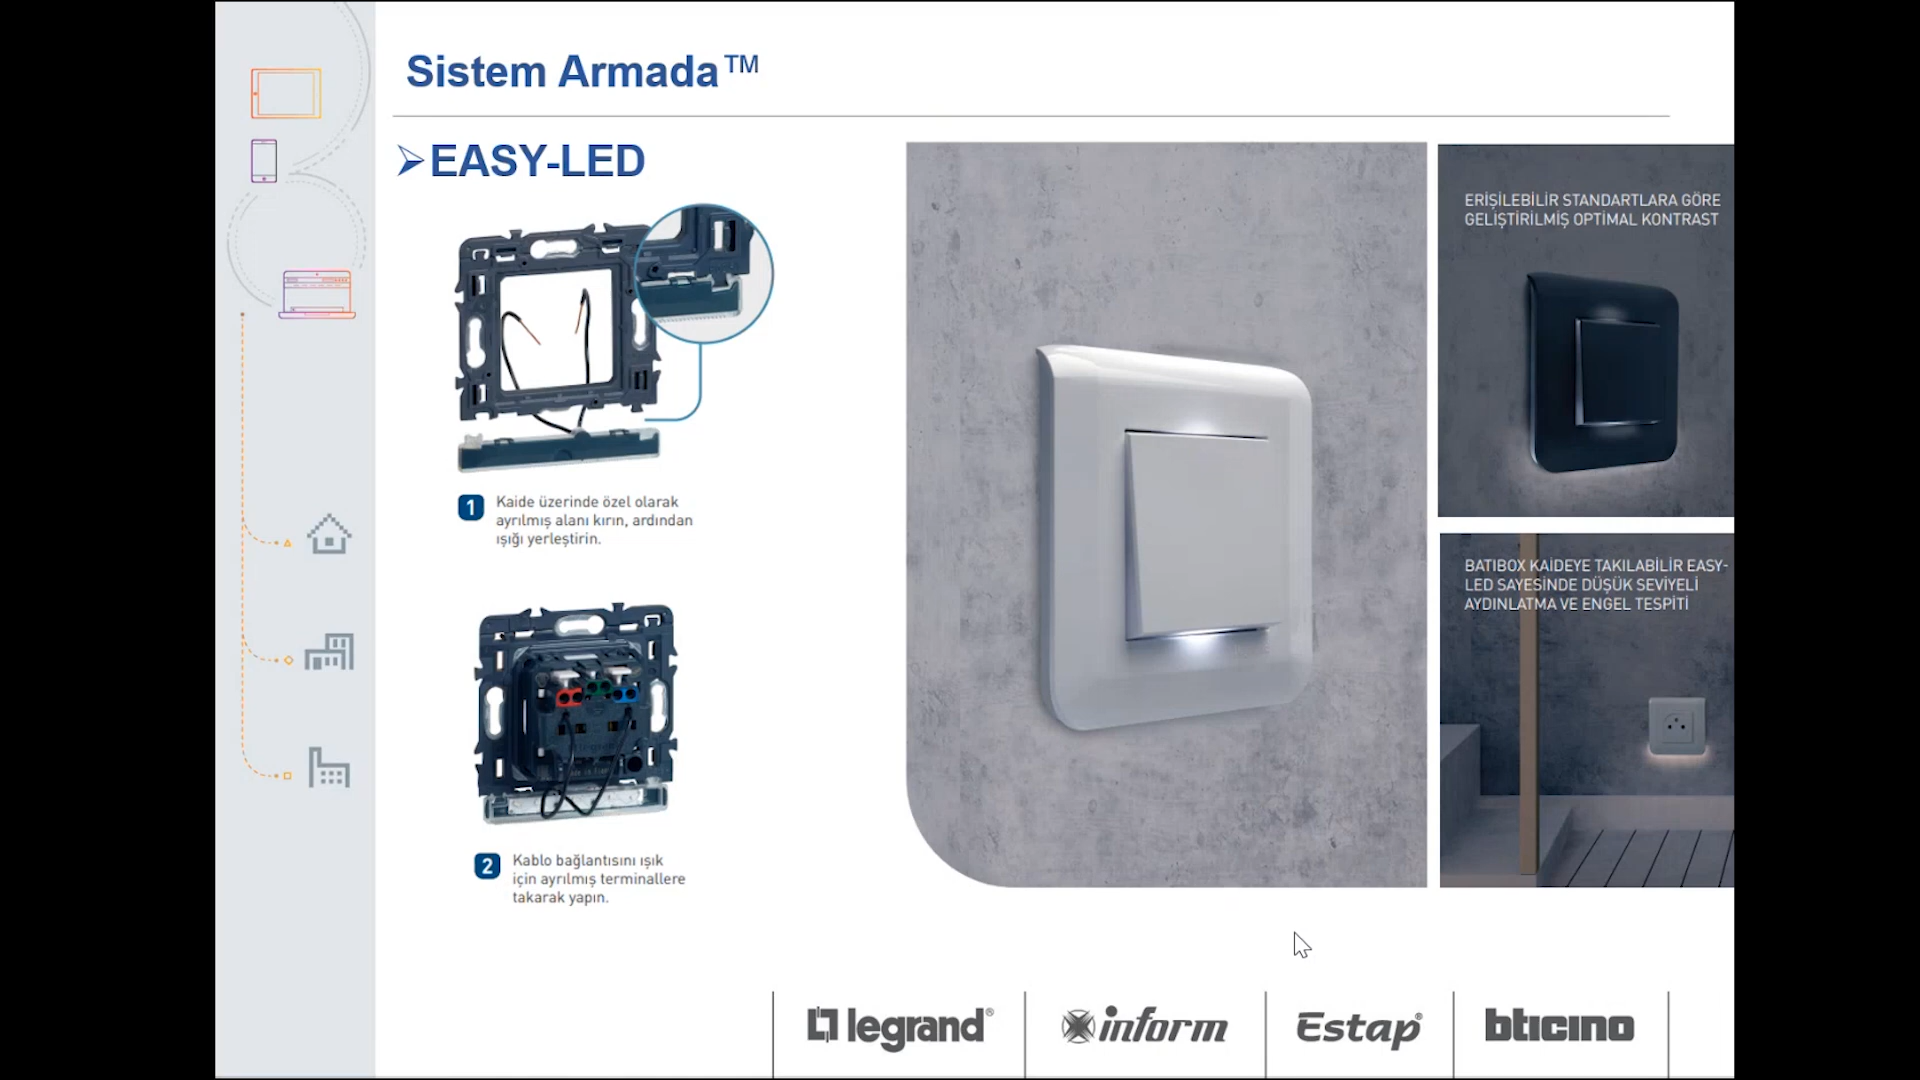 Sistem Armada™
➢EASY-LED
1 Kaide üzerinde özel olarak
ayrılmış alanı kırın, ardından
ışığı yerleştirin.
2 Kablo bağlantısını ışık
için ayrılmış terminallere
takarak yapın.
ERİŞİLEBİLİR STANDARTLARA GÖRE
GELİŞTİRİLMİŞ OPTİMAL KONTRAST
BATIBOX KAİDEYE TAKILABİLİR EASY-
LED SAYESİNDE DÜŞÜK SEVİYELİ
AYDINLATMA VE ENGEL TESPİTİ
legrand®
inform
Estap®
bticino